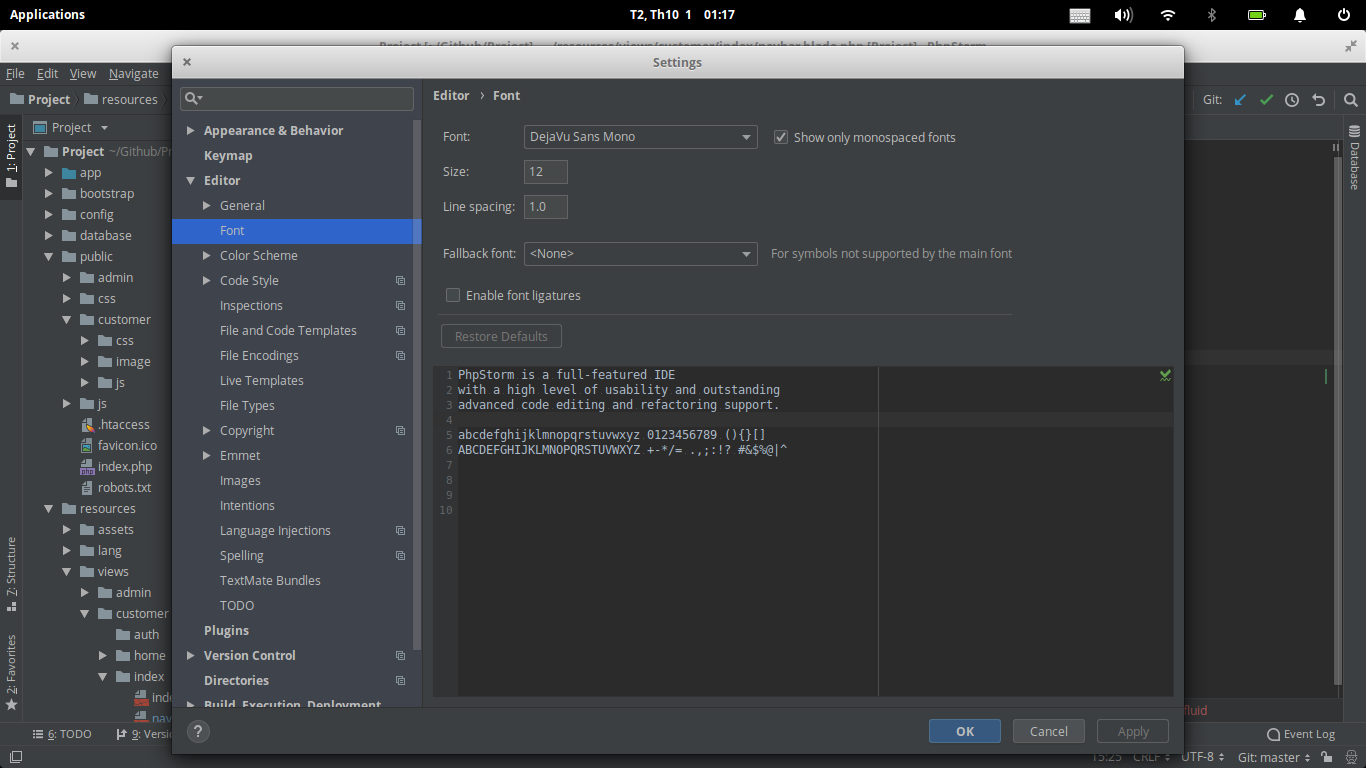 Applications
T2, Th10 1 01:17
Settings
File Edit View Navigate
Project resources
Git:
1: Project
Project
Project ~/Github/Pr
app
bootstrap
config
database
public
admin
css
customer
css
image
js
js
.htaccess
favicon.ico
index.php
robots.txt
resources
assets
lang
views
admin
customer
auth
home
index
7: Structure
2: Favorites
Database
Appearance & Behavior
Keymap
Editor
General
Font
Color Scheme
Code Style
Inspections
File and Code Templates
File Encodings
Live Templates
File Types
Copyright
Emmet
Images
Intentions
Language Injections
Spelling
TextMate Bundles
TODO
Plugins
Version Control
Directories
Build, Execution, Deployment
Editor › Font
Font: DejaVu Sans Mono Show only monospaced fonts
Size: 12
Line spacing: 1.0
Fallback font: <None> For symbols not supported by the main font
Enable font ligatures
Restore Defaults
1 PhpStorm is a full-featured IDE
2 with a high level of usability and outstanding
3 advanced code editing and refactoring support.
4
5 abcdefghijklmnopqrstuvwxyz 0123456789 (){}[]
6 ABCDEFGHIJKLMNOPQRSTUVWXYZ +-*/= .,;:!? #&$%@|^
7
8
9
10
? OK Cancel Apply
fluid
6: TODO 9: Versio
Event Log
15:25 CRLF UTF-8 Git: master